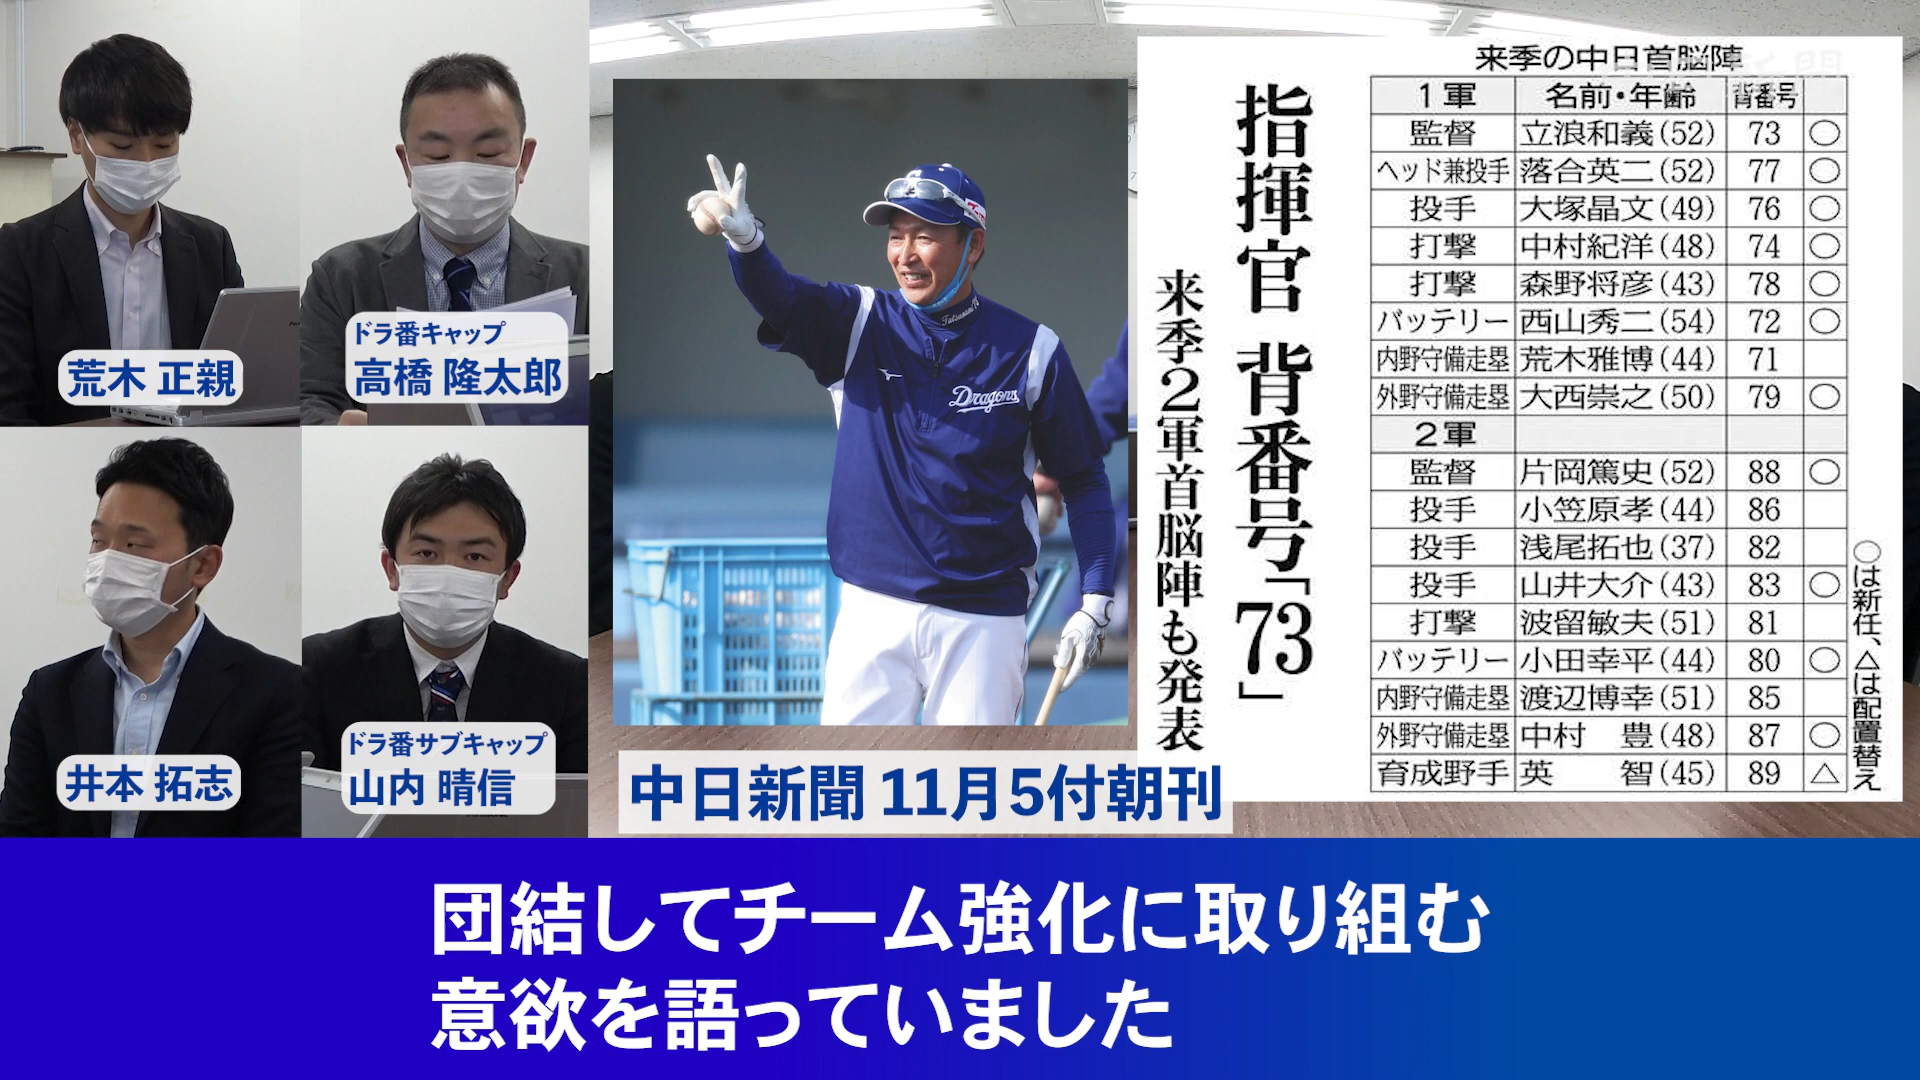 荒木 正親
ドラ番キャップ
高橋 隆太郎
井本 拓志
ドラ番サブキャップ
山内 晴信
Dragons
中日新聞 11月5付朝刊
指揮官 背番号「73」
来季2軍首脳陣も発表
来季の中日首脳陣
1軍 名前・年齢 背番号
監督 立浪和義(52) 73 ○
ヘッド兼投手 落合英二(52) 77 ○
投手 大塚晶文(49) 76 ○
打撃 中村紀洋(48) 74 ○
打撃 森野将彦(43) 78 ○
バッテリー 西山秀二(54) 72 ○
内野守備走塁 荒木雅博(44) 71
外野守備走塁 大西崇之(50) 79 ○
2軍
監督 片岡篤史(52) 88 ○
投手 小笠原孝(44) 86
投手 浅尾拓也(37) 82
投手 山井大介(43) 83 ○
打撃 波留敏夫(51) 81
バッテリー 小田幸平(44) 80 ○
内野守備走塁 渡辺博幸(51) 85
外野守備走塁 中村 豊(48) 87 ○
育成野手 英 智(45) 89 △
○は新任、△は配置替え
団結してチーム強化に取り組む
意欲を語っていました